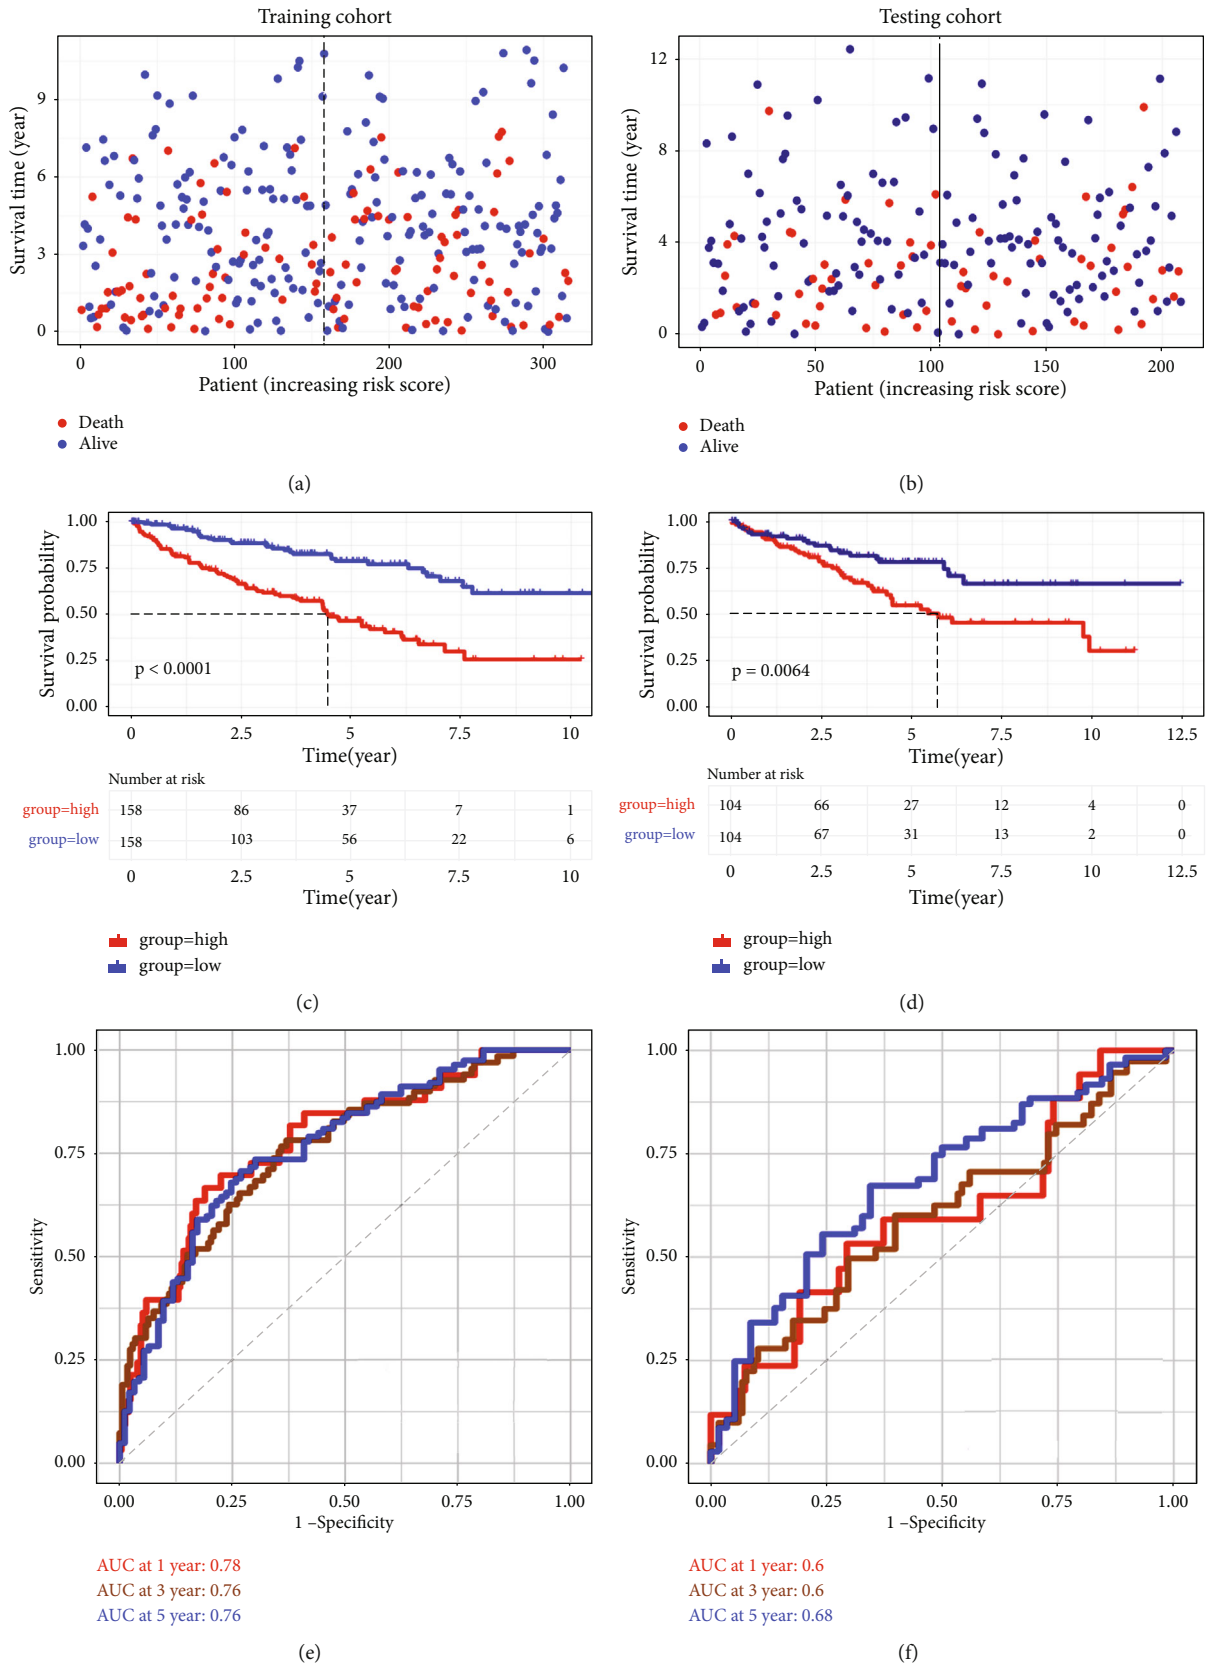 Training cohort
Survival time (year)
9
6
3
0
0 100 200 300
Patient (increasing risk score)
Death
Alive
(a)
Testing cohort
Survival time (year)
12
8
4
0
0 50 100 150 200
Patient (increasing risk score)
Death
Alive
(b)
Survival probability
1.00
0.75
0.50
0.25
0.00
p < 0.0001
0 2.5 5 7.5 10
Time(year)
Number at risk
group=high 158 86 37 7 1
group=low 158 103 56 22 6
0 2.5 5 7.5 10
Time(year)
group=high
group=low
(c)
Survival probability
1.00
0.75
0.50
0.25
0.00
p = 0.0064
0 2.5 5 7.5 10 12.5
Time(year)
Number at risk
group=high 104 66 27 12 4 0
group=low 104 67 31 13 2 0
0 2.5 5 7.5 10 12.5
Time(year)
group=high
group=low
(d)
Sensitivity
1.00
0.75
0.50
0.25
0.00
0.00 0.25 0.50 0.75 1.00
1 –Specificity
AUC at 1 year: 0.78
AUC at 3 year: 0.76
AUC at 5 year: 0.76
(e)
Sensitivity
1.00
0.75
0.50
0.25
0.00
0.00 0.25 0.50 0.75 1.00
1 –Specificity
AUC at 1 year: 0.6
AUC at 3 year: 0.6
AUC at 5 year: 0.68
(f)